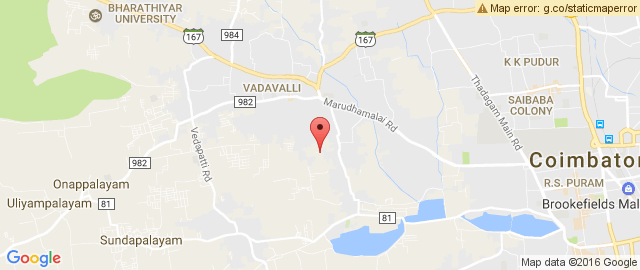 Map error: g.co/staticmaperror
BHARATHIYAR
UNIVERSITY
167
984
167
K K PUDUR
VADAVALLI
982
Marudhamalai Rd
Thadagam Main Rd
SAIBABA
COLONY
Vedapatti Rd
982
Coimbator
Onappalayam
R.S. PURAM
Uliyampalayam
81
Brookefields Mal
81
Sundapalayam
Google
Map data ©2016 Google